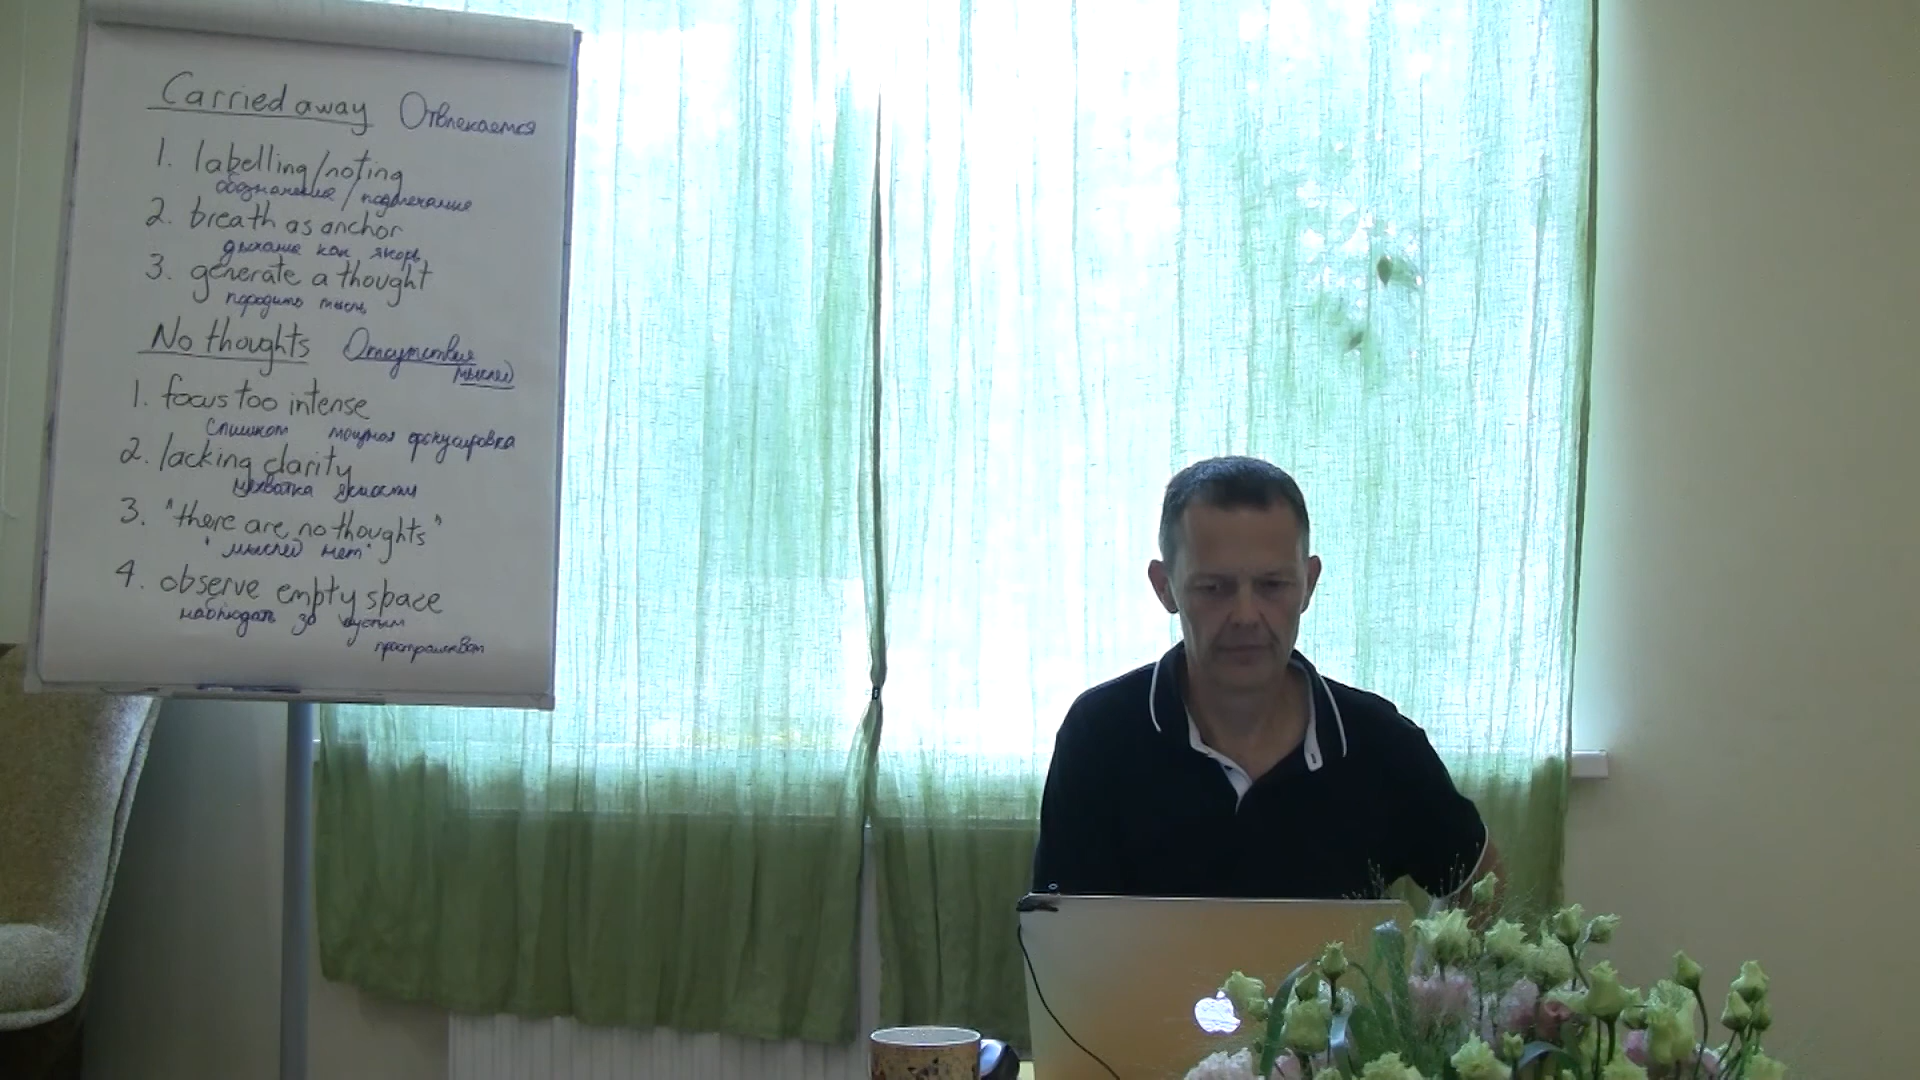 Carried away Отвлекаемся
1. labelling/noting
обозначение /
2. breath as anchor
дыхание как якорь
3. generate a thought
породить мысль
No thoughts Отсутствие
мыслей
1. focus too intense
слишком мощная фокусировка
2. lacking clarity
нехватка ясности
3. "there are no thoughts"
"мыслей нет"
4. observe empty space
наблюдать за пустым
пространством